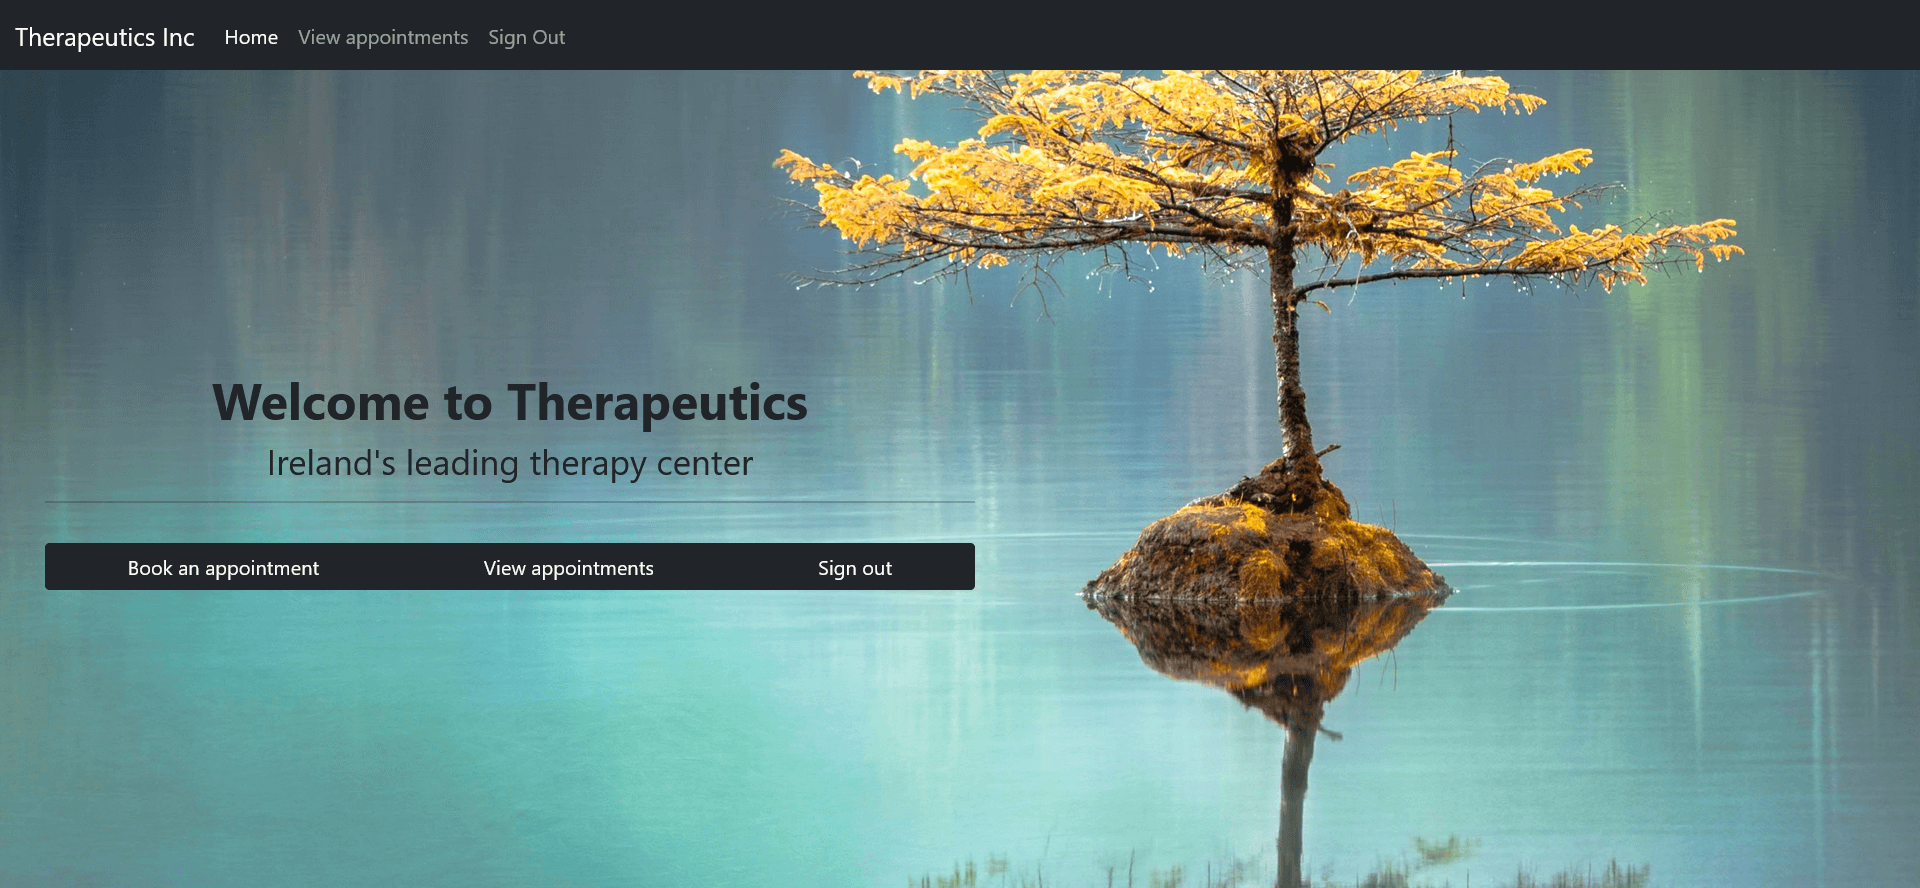 Therapeutics Inc Home View appointments Sign Out
Welcome to Therapeutics
Ireland's leading therapy center
Book an appointment View appointments Sign out